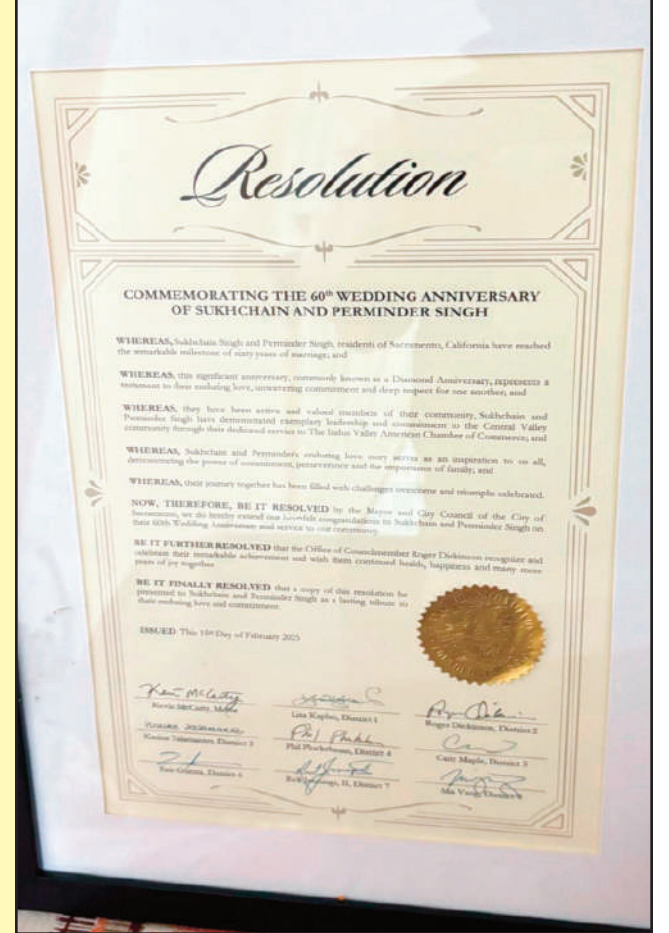 Resolution
COMMEMORATING THE 60th WEDDING ANNIVERSARY
OF SUKHCHAIN AND PERMINDER SINGH
WHEREAS, Sukhchain Singh and Perminder Singh, residents of Sacramento, California have reached
the remarkable milestone of sixty years of marriage; and
WHEREAS, this significant anniversary, commonly known as a Diamond Anniversary, represents a
testament to their enduring love, unwavering commitment and deep respect for one another; and
WHEREAS, they have been active and valued members of their community, Sukhchain and
Perminder Singh have demonstrated exemplary leadership and commitment to the Central Valley
community through their dedicated service to The Indus Valley American Chamber of Commerce; and
WHEREAS, Sukhchain and Perminder's enduring love story serves as an inspiration to us all,
demonstrating the power of commitment, perseverance and the importance of family; and
WHEREAS, their journey together has been filled with challenges overcome and triumphs celebrated.
NOW, THEREFORE, BE IT RESOLVED by the Mayor and City Council of the City of
Sacramento, we do hereby extend our heartfelt congratulations to Sukhchain and Perminder Singh on
their 60th Wedding Anniversary and service to our community.
BE IT FURTHER RESOLVED that the Office of Councilmember Roger Dickinson recognize and
celebrate their remarkable achievement and wish them continued health, happiness and many more
years of joy together.
BE IT FINALLY RESOLVED that a copy of this resolution be
presented to Sukhchain and Perminder Singh as a lasting tribute to
their enduring love and commitment.
ISSUED: This Day of February 2025
Kevin McCarty
Kevin McCarty, Mayor
Lisa Kaplan, District 1
Roger Dickinson, District 2
Karina Talamantes, District 3
Phil Pluckebaum, District 4
Caity Maple, District 5
Eric Guerra, District 6
Rick Jennings, II, District 7
Mai Vang, District 8